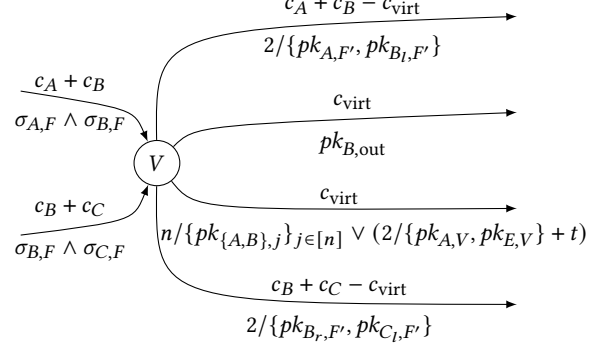 c_A + c_B − c_virt
2/{pk_{A,F′}, pk_{B_l,F′}}
c_A + c_B
σ_{A,F} ∧ σ_{B,F}
c_virt
pk_{B,out}
V
c_virt
c_B + c_C
n/{pk_{{A,B},j}}_{j∈[n]} ∨ (2/{pk_{A,V}, pk_{E,V}} + t)
σ_{B,F} ∧ σ_{C,F}
c_B + c_C − c_virt
2/{pk_{B_r,F′}, pk_{C_l,F′}}